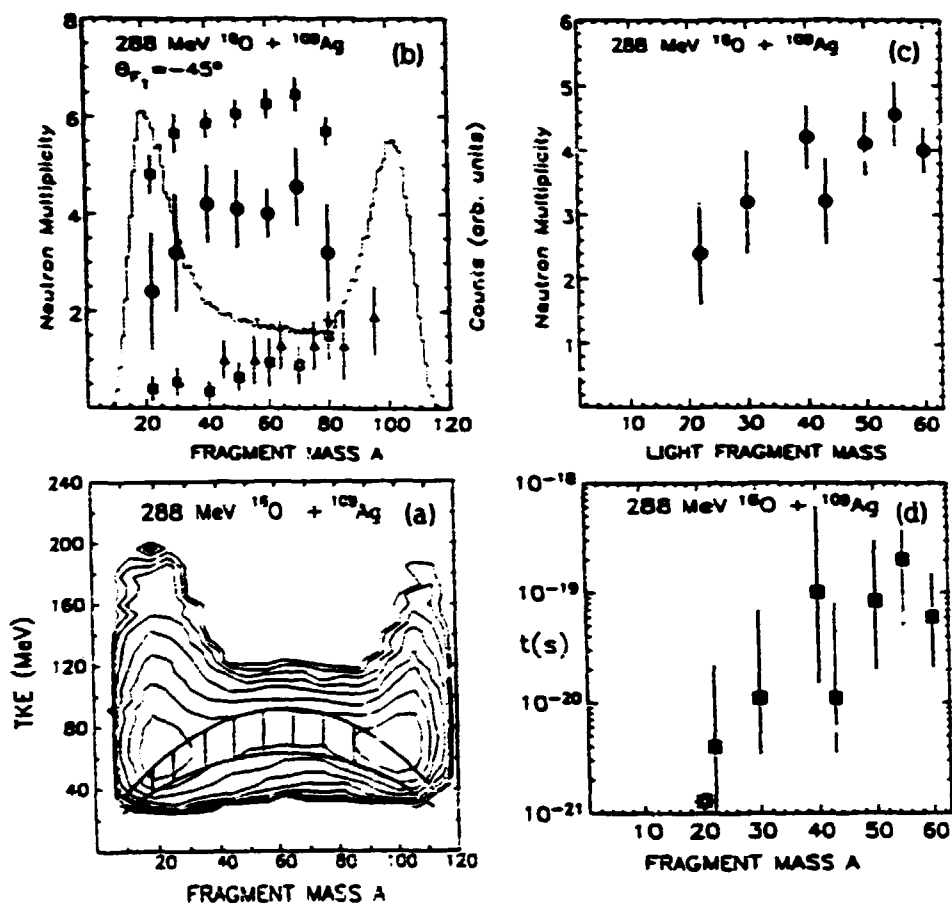 288 MeV ¹⁶O + ¹⁰⁹Ag
(b)
Θ_F₁ = -45°
Neutron Multiplicity
8
6
4
2
20 40 60 80 100 120
FRAGMENT MASS A
Counts (arb. units)
288 MeV ¹⁶O + ¹⁰⁹Ag
(c)
Neutron Multiplicity
6
5
4
3
2
1
10 20 30 40 50 60
LIGHT FRAGMENT MASS
288 MeV ¹⁶O + ¹⁰⁹Ag
(a)
TKE (MeV)
240
200
160
120
80
40
20 40 60 80 100 120
FRAGMENT MASS A
288 MeV ¹⁶O + ¹⁰⁹Ag
(d)
10⁻¹⁸
10⁻¹⁹
t(s)
10⁻²⁰
10⁻²¹
10 20 30 40 50 60
FRAGMENT MASS A